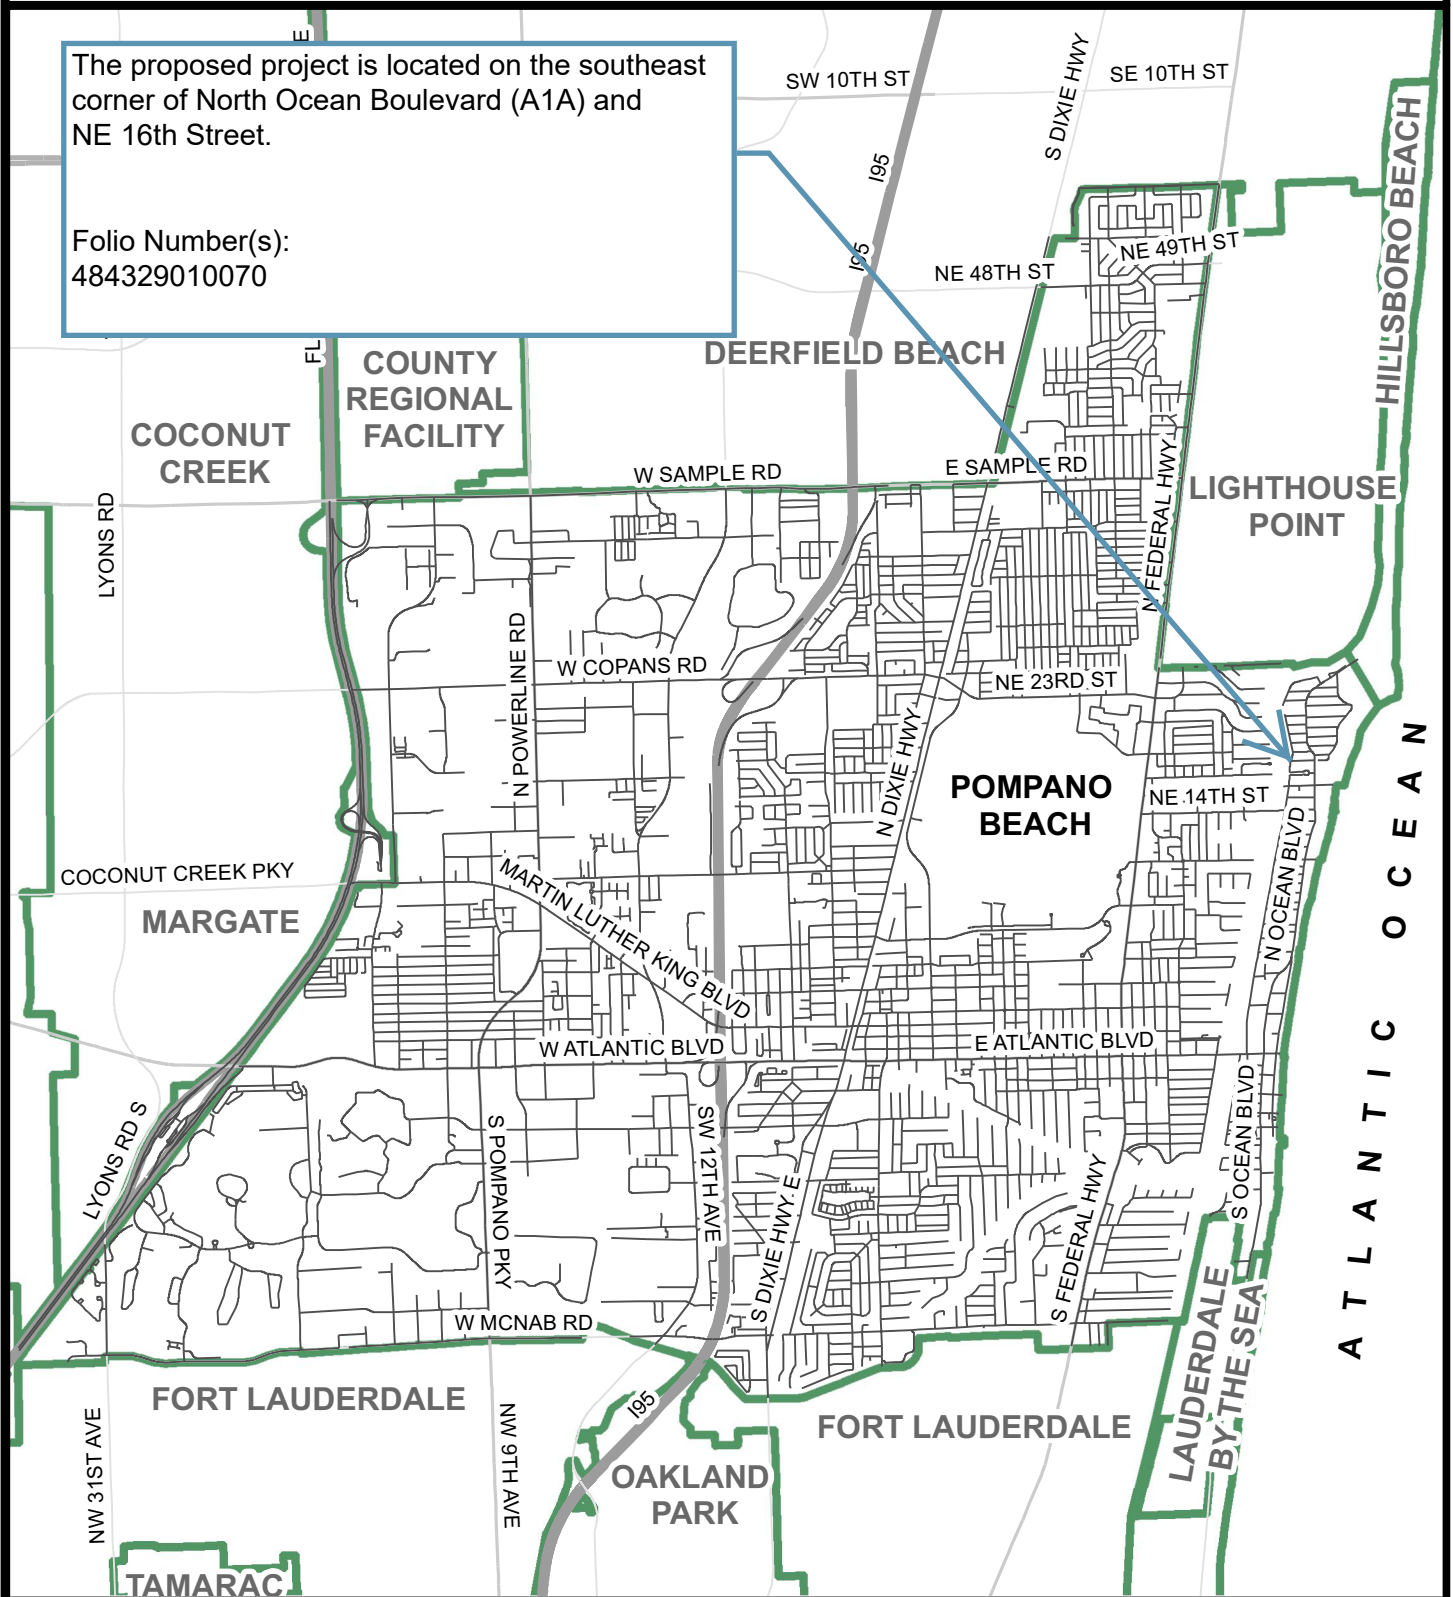 The proposed project is located on the southeast
corner of North Ocean Boulevard (A1A) and
NE 16th Street.
Folio Number(s):
484329010070
E
FL
SW 10TH ST
SE 10TH ST
S DIXIE HWY
I95
I95
NE 48TH ST
NE 49TH ST
HILLSBORO BEACH
DEERFIELD BEACH
COUNTY
REGIONAL
FACILITY
COCONUT
CREEK
W SAMPLE RD
E SAMPLE RD
LIGHTHOUSE
POINT
LYONS RD
N FEDERAL HWY
N POWERLINE RD
W COPANS RD
NE 23RD ST
N DIXIE HWY
POMPANO
BEACH
NE 14TH ST
N OCEAN BLVD
ATLANTIC OCEAN
COCONUT CREEK PKY
MARGATE
MARTIN LUTHER KING BLVD
W ATLANTIC BLVD
E ATLANTIC BLVD
LYONS RD S
S POMPANO PKY
SW 12TH AVE
S DIXIE HWY E
S FEDERAL HWY
S OCEAN BLVD
W MCNAB RD
LAUDERDALE
BY THE SEA
FORT LAUDERDALE
FORT LAUDERDALE
I95
NW 31ST AVE
NW 9TH AVE
OAKLAND
PARK
TAMARAC